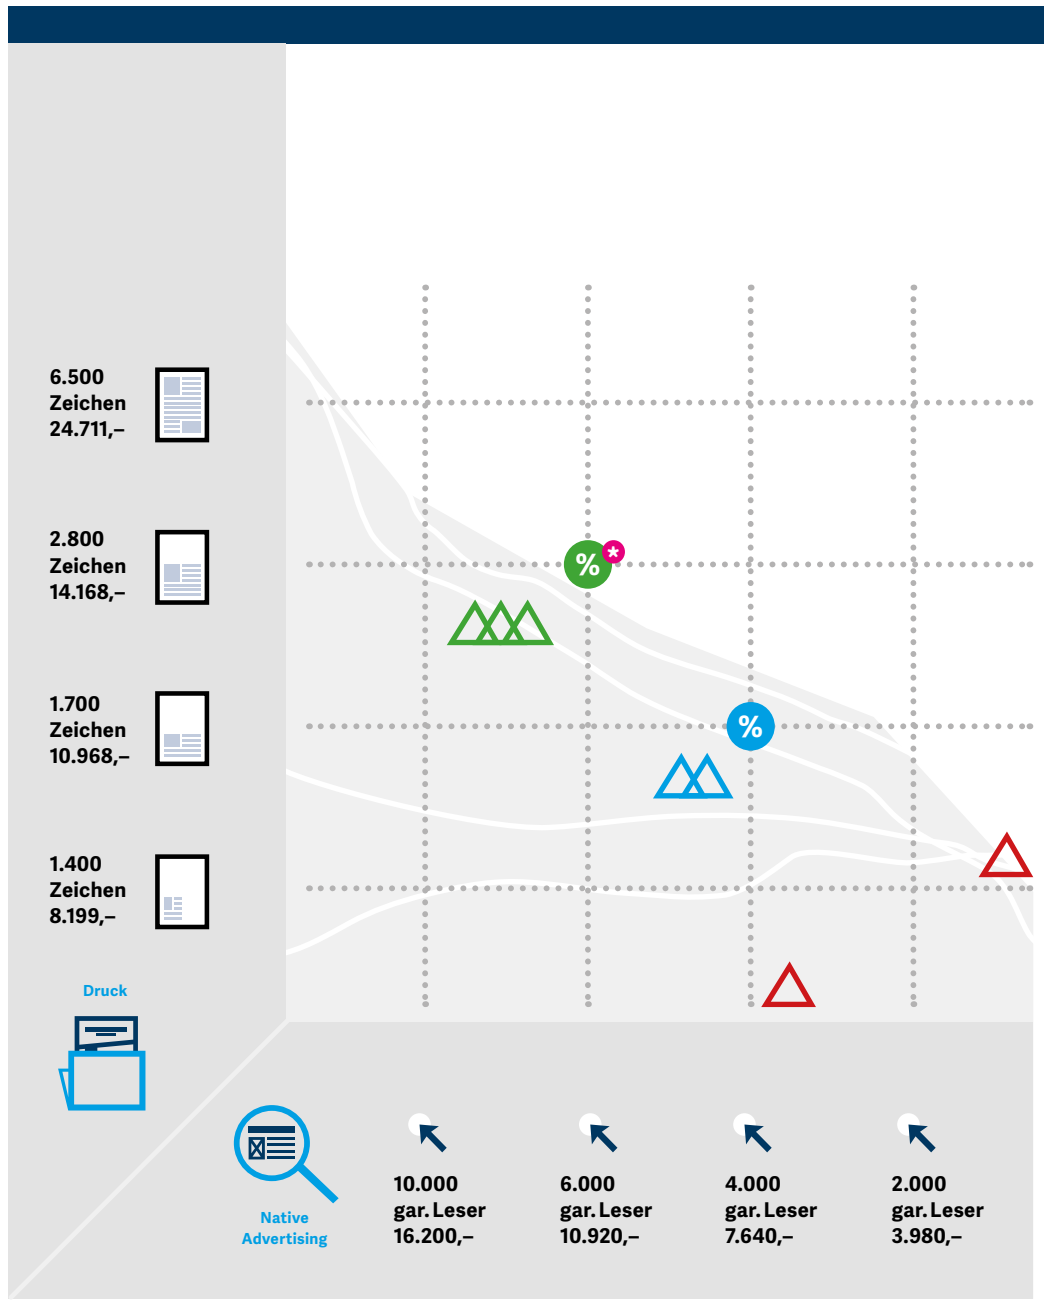 6.500
Zeichen
24.711,–
2.800
Zeichen
14.168,–
%*
1.700
Zeichen
10.968,–
%
1.400
Zeichen
8.199,–
Druck
Native
Advertising
10.000
gar. Leser
16.200,–
6.000
gar. Leser
10.920,–
4.000
gar. Leser
7.640,–
2.000
gar. Leser
3.980,–